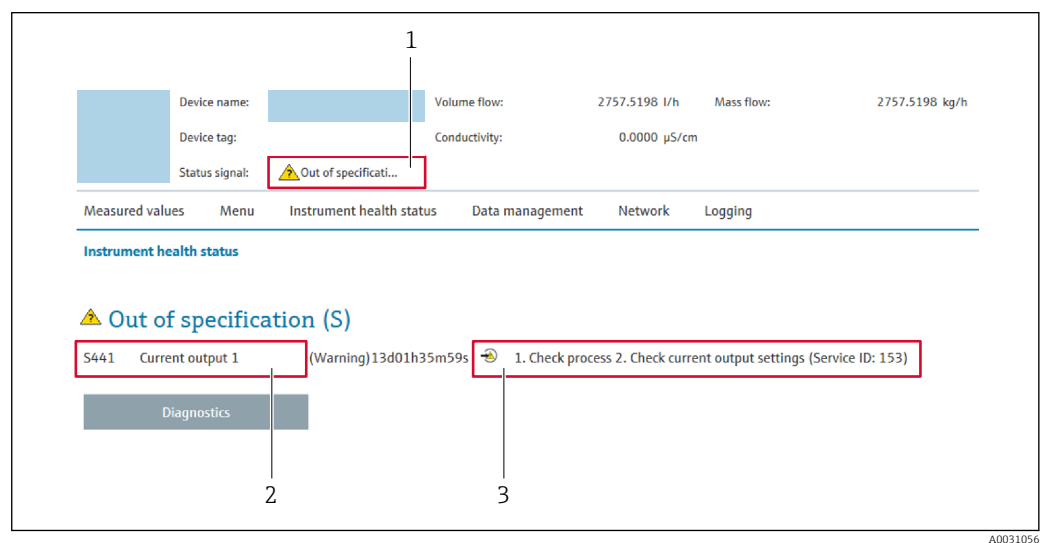 1
Device name: Volume flow: 2757.5198 l/h Mass flow: 2757.5198 kg/h
Device tag: Conductivity: 0.0000 µS/cm
Status signal: Out of specificati...
Measured values Menu Instrument health status Data management Network Logging
Instrument health status
Out of specification (S)
S441 Current output 1 (Warning)13d01h35m59s 1. Check process 2. Check current output settings (Service ID: 153)
Diagnostics
2 3
A0031056